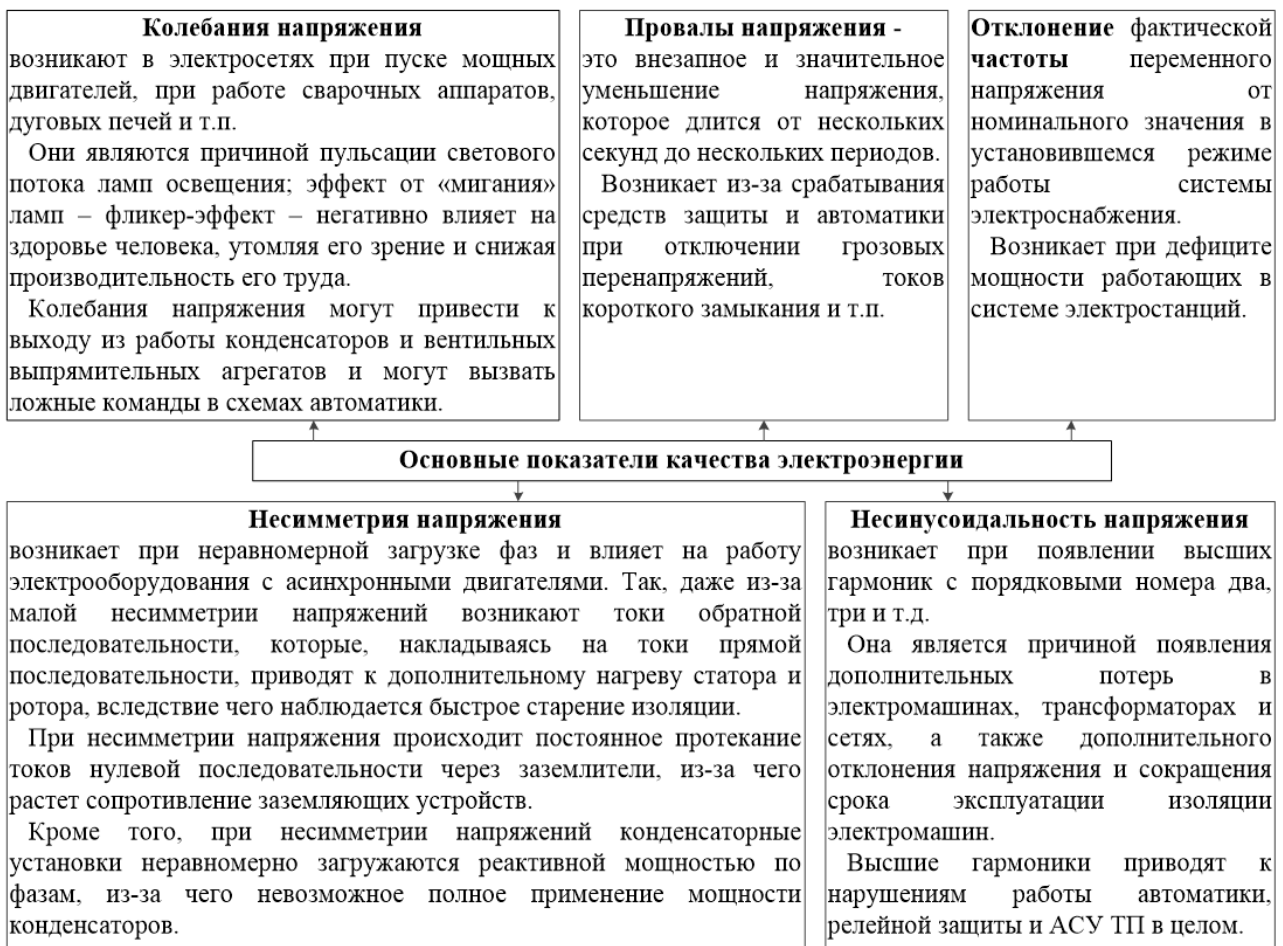 Колебания напряжения
возникают в электросетях при пуске мощных
двигателей, при работе сварочных аппаратов,
дуговых печей и т.п.
Они являются причиной пульсации светового
потока ламп освещения; эффект от «мигания»
ламп – фликер-эффект – негативно влияет на
здоровье человека, утомляя его зрение и снижая
производительность его труда.
Колебания напряжения могут привести к
выходу из работы конденсаторов и вентильных
выпрямительных агрегатов и могут вызвать
ложные команды в схемах автоматики.
Провалы напряжения -
это внезапное и значительное
уменьшение напряжения,
которое длится от нескольких
секунд до нескольких периодов.
Возникает из-за срабатывания
средств защиты и автоматики
при отключении грозовых
перенапряжений, токов
короткого замыкания и т.п.
Отклонение фактической
частоты переменного
напряжения от
номинального значения в
установившемся режиме
работы системы
электроснабжения.
Возникает при дефиците
мощности работающих в
системе электростанций.
Основные показатели качества электроэнергии
Несимметрия напряжения
возникает при неравномерной загрузке фаз и влияет на работу
электрооборудования с асинхронными двигателями. Так, даже из-за
малой несимметрии напряжений возникают токи обратной
последовательности, которые, накладываясь на токи прямой
последовательности, приводят к дополнительному нагреву статора и
ротора, вследствие чего наблюдается быстрое старение изоляции.
При несимметрии напряжения происходит постоянное протекание
токов нулевой последовательности через заземлители, из-за чего
растет сопротивление заземляющих устройств.
Кроме того, при несимметрии напряжений конденсаторные
установки неравномерно загружаются реактивной мощностью по
фазам, из-за чего невозможное полное применение мощности
конденсаторов.
Несинусоидальность напряжения
возникает при появлении высших
гармоник с порядковыми номера два,
три и т.д.
Она является причиной появления
дополнительных потерь в
электромашинах, трансформаторах и
сетях, а также дополнительного
отклонения напряжения и сокращения
срока эксплуатации изоляции
электромашин.
Высшие гармоники приводят к
нарушениям работы автоматики,
релейной защиты и АСУ ТП в целом.